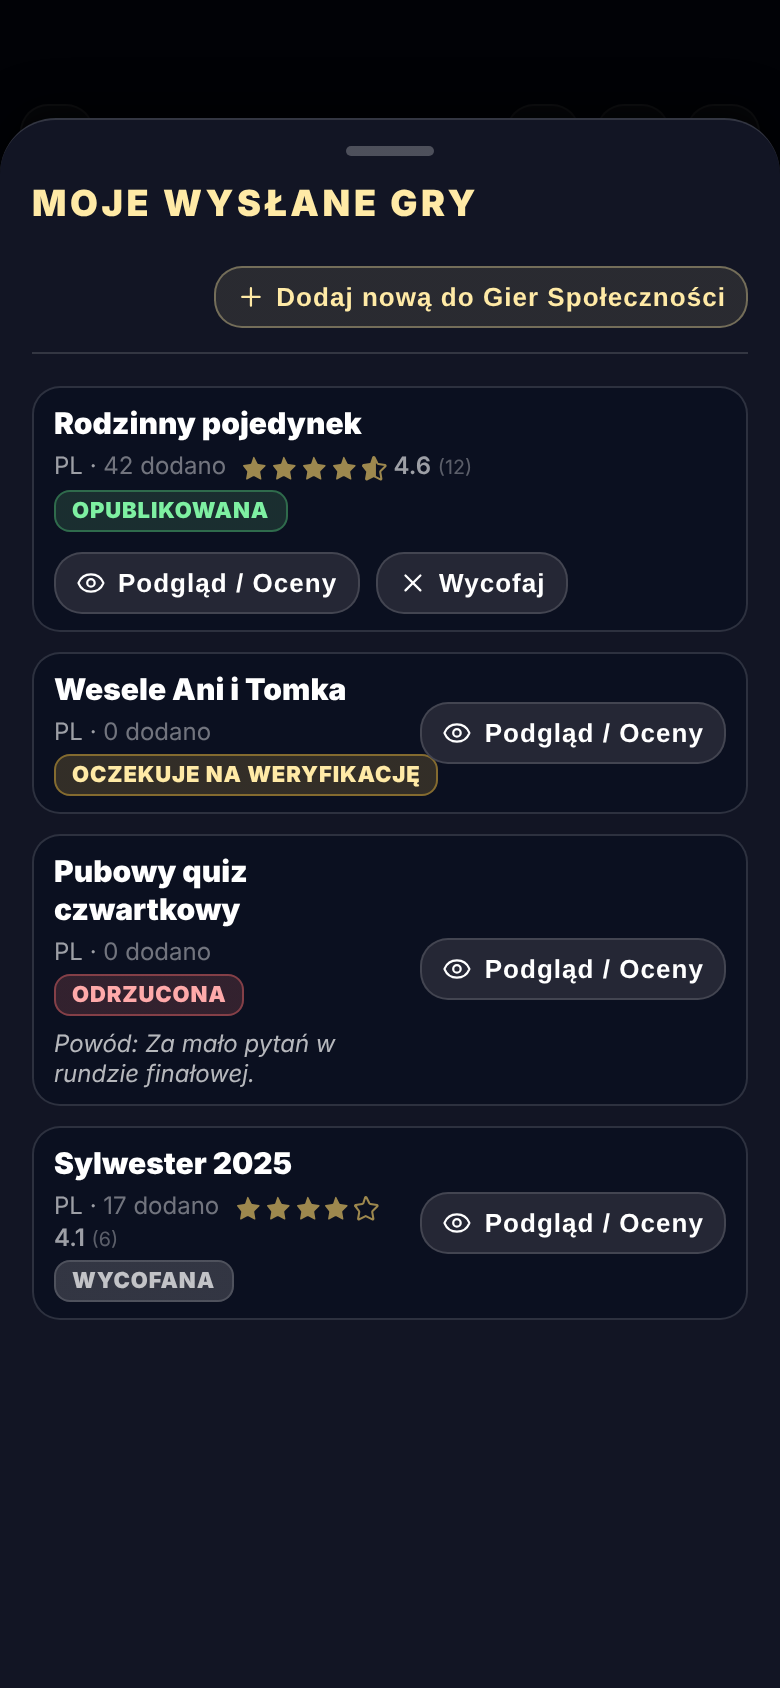 MOJE WYSŁANE GRY
Dodaj nową do Gier Społeczności
Rodzinny pojedynek
PL · 42 dodano 4.6 (12)
OPUBLIKOWANA
Podgląd / Oceny Wycofaj
Wesele Ani i Tomka
PL · 0 dodano
Podgląd / Oceny
OCZEKUJE NA WERYFIKACJĘ
Pubowy quiz
czwartkowy
PL · 0 dodano
Podgląd / Oceny
ODRZUCONA
Powód: Za mało pytań w
rundzie finałowej.
Sylwester 2025
PL · 17 dodano
4.1 (6)
Podgląd / Oceny
WYCOFANA